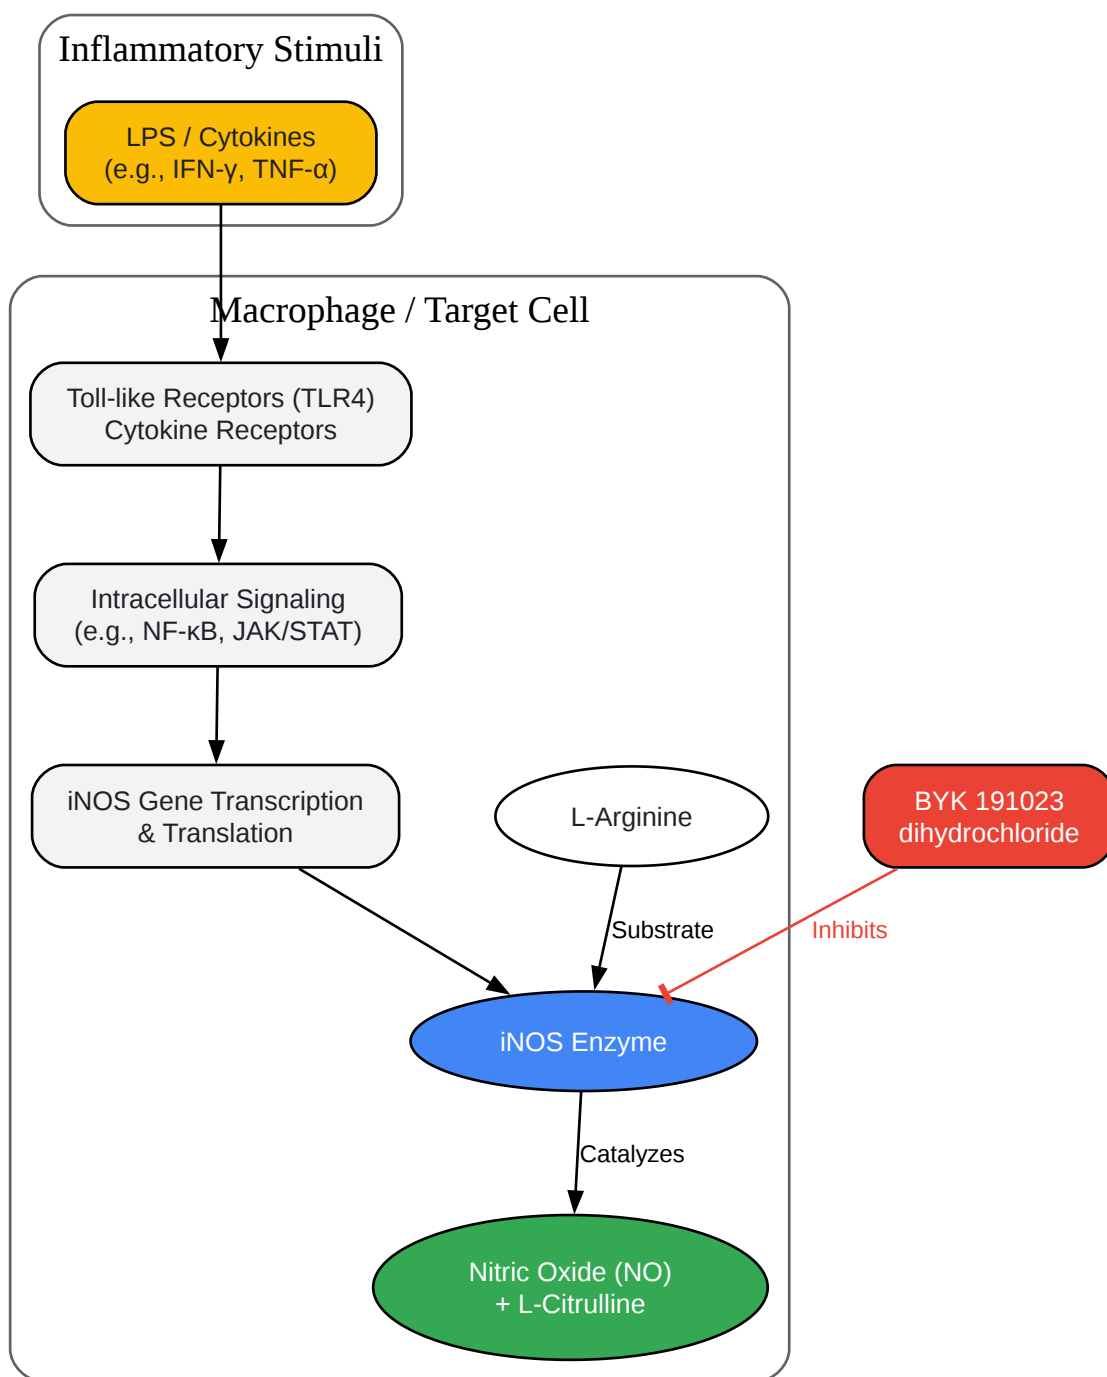 Inflammatory Stimuli
LPS / Cytokines
(e.g., IFN-γ, TNF-α)
Macrophage / Target Cell
Toll-like Receptors (TLR4)
Cytokine Receptors
Intracellular Signaling
(e.g., NF-κB, JAK/STAT)
iNOS Gene Transcription
& Translation
L-Arginine
BYK 191023
dihydrochloride
Substrate
Inhibits
iNOS Enzyme
Catalyzes
Nitric Oxide (NO)
+ L-Citrulline